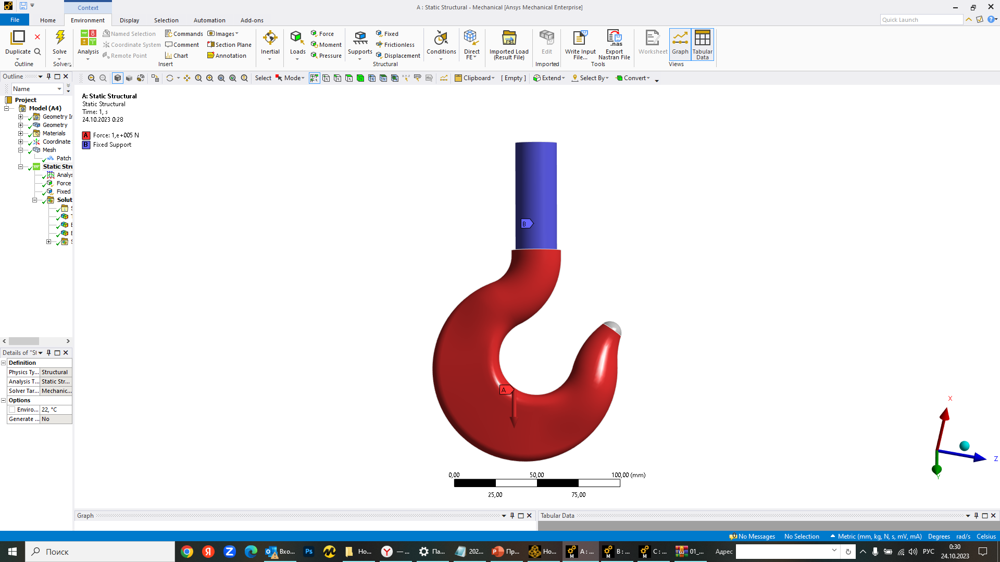 Context
A : Static Structural - Mechanical [Ansys Mechanical Enterprise]
File Home Environment Display Selection Automation Add-ons
Quick Launch
Duplicate
Outline
Solve
Solver
Analysis
Named Selection
Coordinate System
Remote Point
Commands
Comment
Chart
Images
Section Plane
Annotation
Insert
Inertial
Loads
Force
Moment
Pressure
Supports
Fixed
Frictionless
Displacement
Structural
Conditions
Direct
FE
Imported Load
(Result File)
Edit
Imported
Write Input
File...
Export
Nastran File
Tools
Worksheet
Graph
Tabular
Data
Views
Outline
Select Mode Clipboard [ Empty ] Extend Select By Convert
Name
Project
Model (A4)
Geometry
Geometry
Materials
Coordinate
Mesh
Patch
Static Stru
Analys
Force
Fixed
Solut
A: Static Structural
Static Structural
Time: 1, s
24.10.2023 0:28
A Force: 1,e+005 N
B Fixed Support
B
A
0,00 50,00 100,00 (mm)
25,00 75,00
X
Z
Y
Details of "St
Definition
Physics Ty... Structural
Analysis T... Static Str...
Solver Tar... Mechanic...
Options
Enviro... 22, °C
Generate ... No
Graph
Tabular Data
No Messages No Selection Metric (mm, kg, N, s, mV, mA) Degrees rad/s Celsius
Поиск
Вхо...
Но...
— ...
Па...
202...
Пр...
Но...
A : ...
B : ...
C : ...
01_...
Адрес
РУС
0:30
24.10.2023